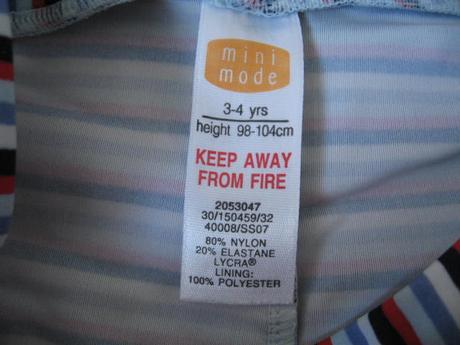 mini
mode
3-4 yrs
height 98-104cm
KEEP AWAY
FROM FIRE
2053047
30/150459/32
40008/SS07
80% NYLON
20% ELASTANE
LYCRA®
LINING:
100% POLYESTER